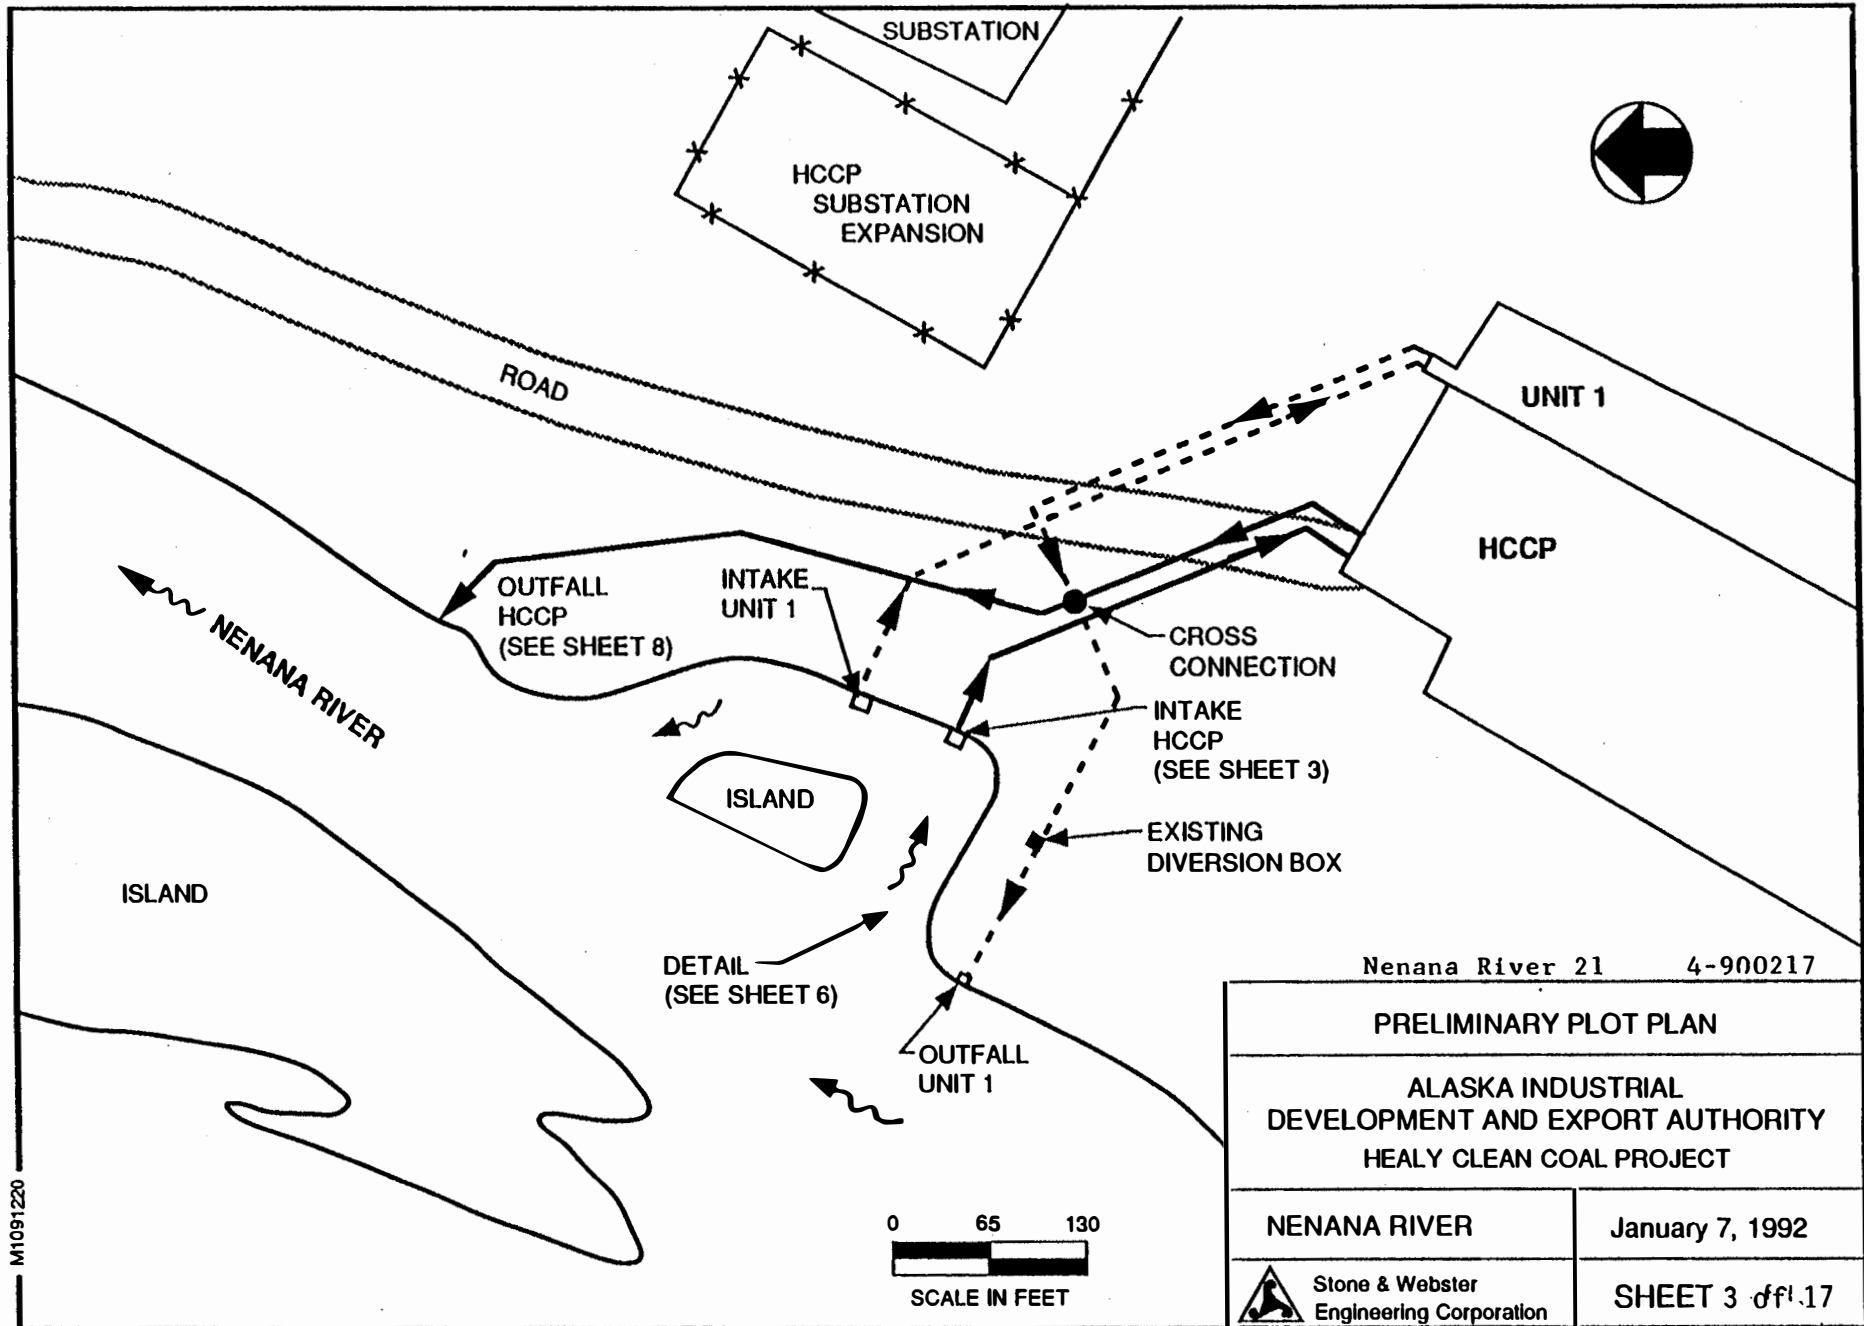 SUBSTATION
HCCP
SUBSTATION
EXPANSION
ROAD
UNIT 1
HCCP
OUTFALL
HCCP
(SEE SHEET 8)
INTAKE
UNIT 1
NENANA RIVER
CROSS
CONNECTION
INTAKE
HCCP
(SEE SHEET 3)
ISLAND
EXISTING
DIVERSION BOX
ISLAND
DETAIL
(SEE SHEET 6)
OUTFALL
UNIT 1
Nenana River 21 4-900217
PRELIMINARY PLOT PLAN
ALASKA INDUSTRIAL
DEVELOPMENT AND EXPORT AUTHORITY
HEALY CLEAN COAL PROJECT
NENANA RIVER
January 7, 1992
Stone & Webster
Engineering Corporation
SHEET 3 of 17
0 65 130
SCALE IN FEET
M1091220